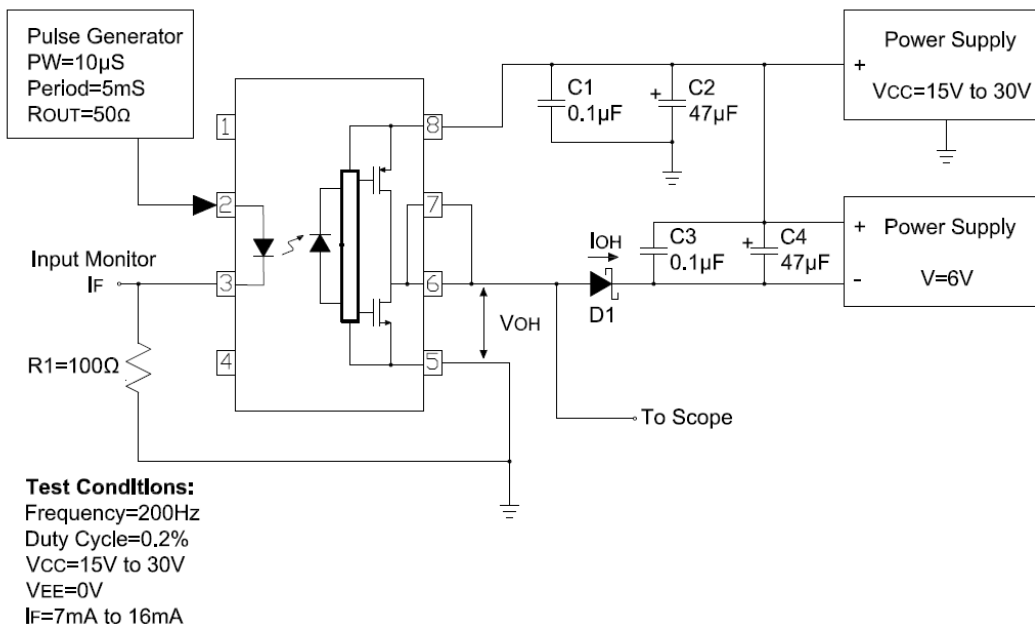 Pulse Generator
PW=10µS
Period=5mS
ROUT=50Ω
Power Supply
+
VCC=15V to 30V
C1
0.1µF
+
C2
47µF
1
8
2
7
3
6
4
5
Input Monitor
IF
R1=100Ω
IOH
D1
VOH
C3
0.1µF
+
C4
47µF
+
Power Supply
-
V=6V
To Scope
Test Conditions:
Frequency=200Hz
Duty Cycle=0.2%
VCC=15V to 30V
VEE=0V
IF=7mA to 16mA